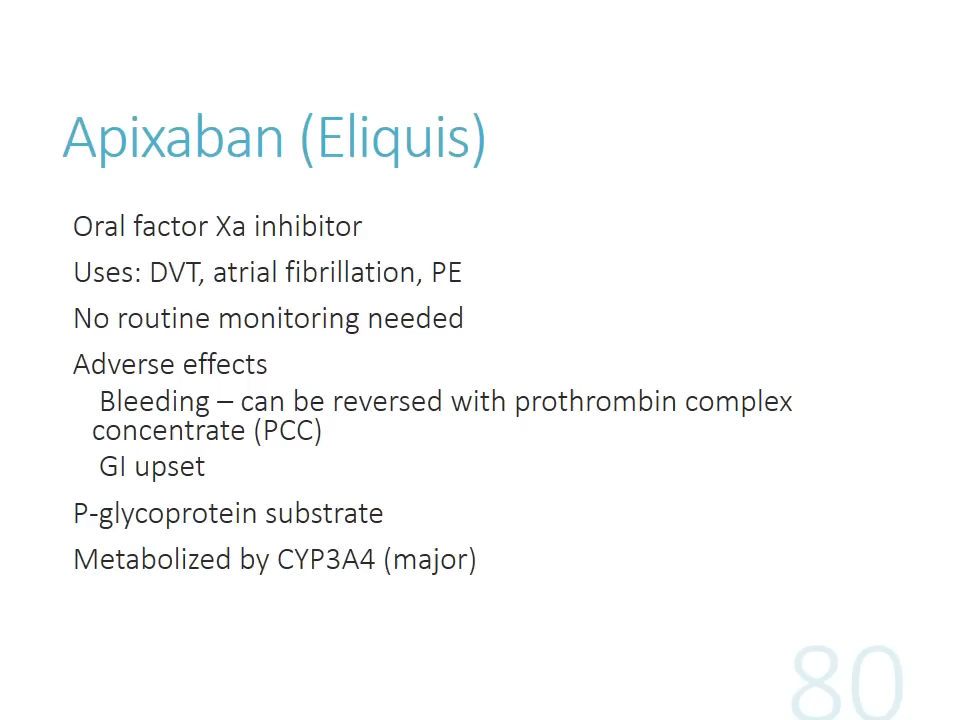 Apixaban (Eliquis)
Oral factor Xa inhibitor
Uses: DVT, atrial fibrillation, PE
No routine monitoring needed
Adverse effects
Bleeding – can be reversed with prothrombin complex
concentrate (PCC)
GI upset
P-glycoprotein substrate
Metabolized by CYP3A4 (major)
80